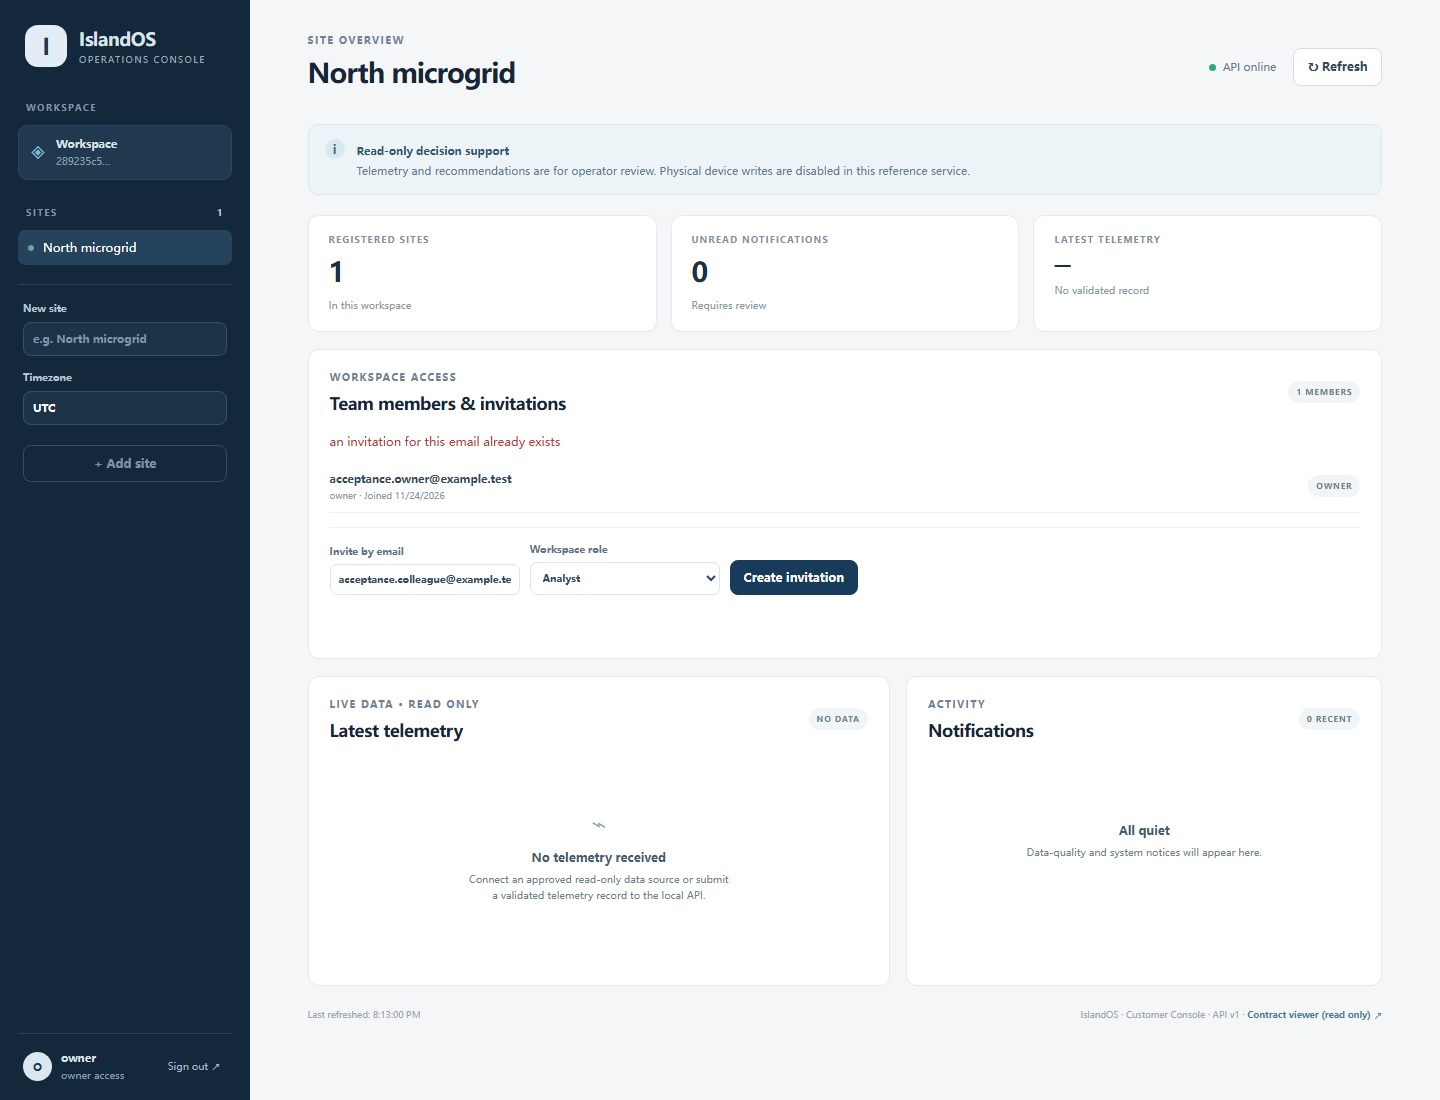 I
IslandOS
OPERATIONS CONSOLE
WORKSPACE
Workspace
289235c5...
SITES 1
North microgrid
New site
e.g. North microgrid
Timezone
UTC
+ Add site
owner
owner access
Sign out ↗
SITE OVERVIEW
North microgrid
API online
↻ Refresh
i
Read-only decision support
Telemetry and recommendations are for operator review. Physical device writes are disabled in this reference service.
REGISTERED SITES
1
In this workspace
UNREAD NOTIFICATIONS
0
Requires review
LATEST TELEMETRY
—
No validated record
WORKSPACE ACCESS
Team members & invitations
1 MEMBERS
an invitation for this email already exists
acceptance.owner@example.test
owner · Joined 11/24/2026
OWNER
Invite by email
acceptance.colleague@example.te
Workspace role
Analyst
Create invitation
LIVE DATA • READ ONLY
Latest telemetry
NO DATA
No telemetry received
Connect an approved read-only data source or submit
a validated telemetry record to the local API.
ACTIVITY
Notifications
0 RECENT
All quiet
Data-quality and system notices will appear here.
Last refreshed: 8:13:00 PM
IslandOS · Customer Console · API v1 · Contract viewer (read only) ↗
O